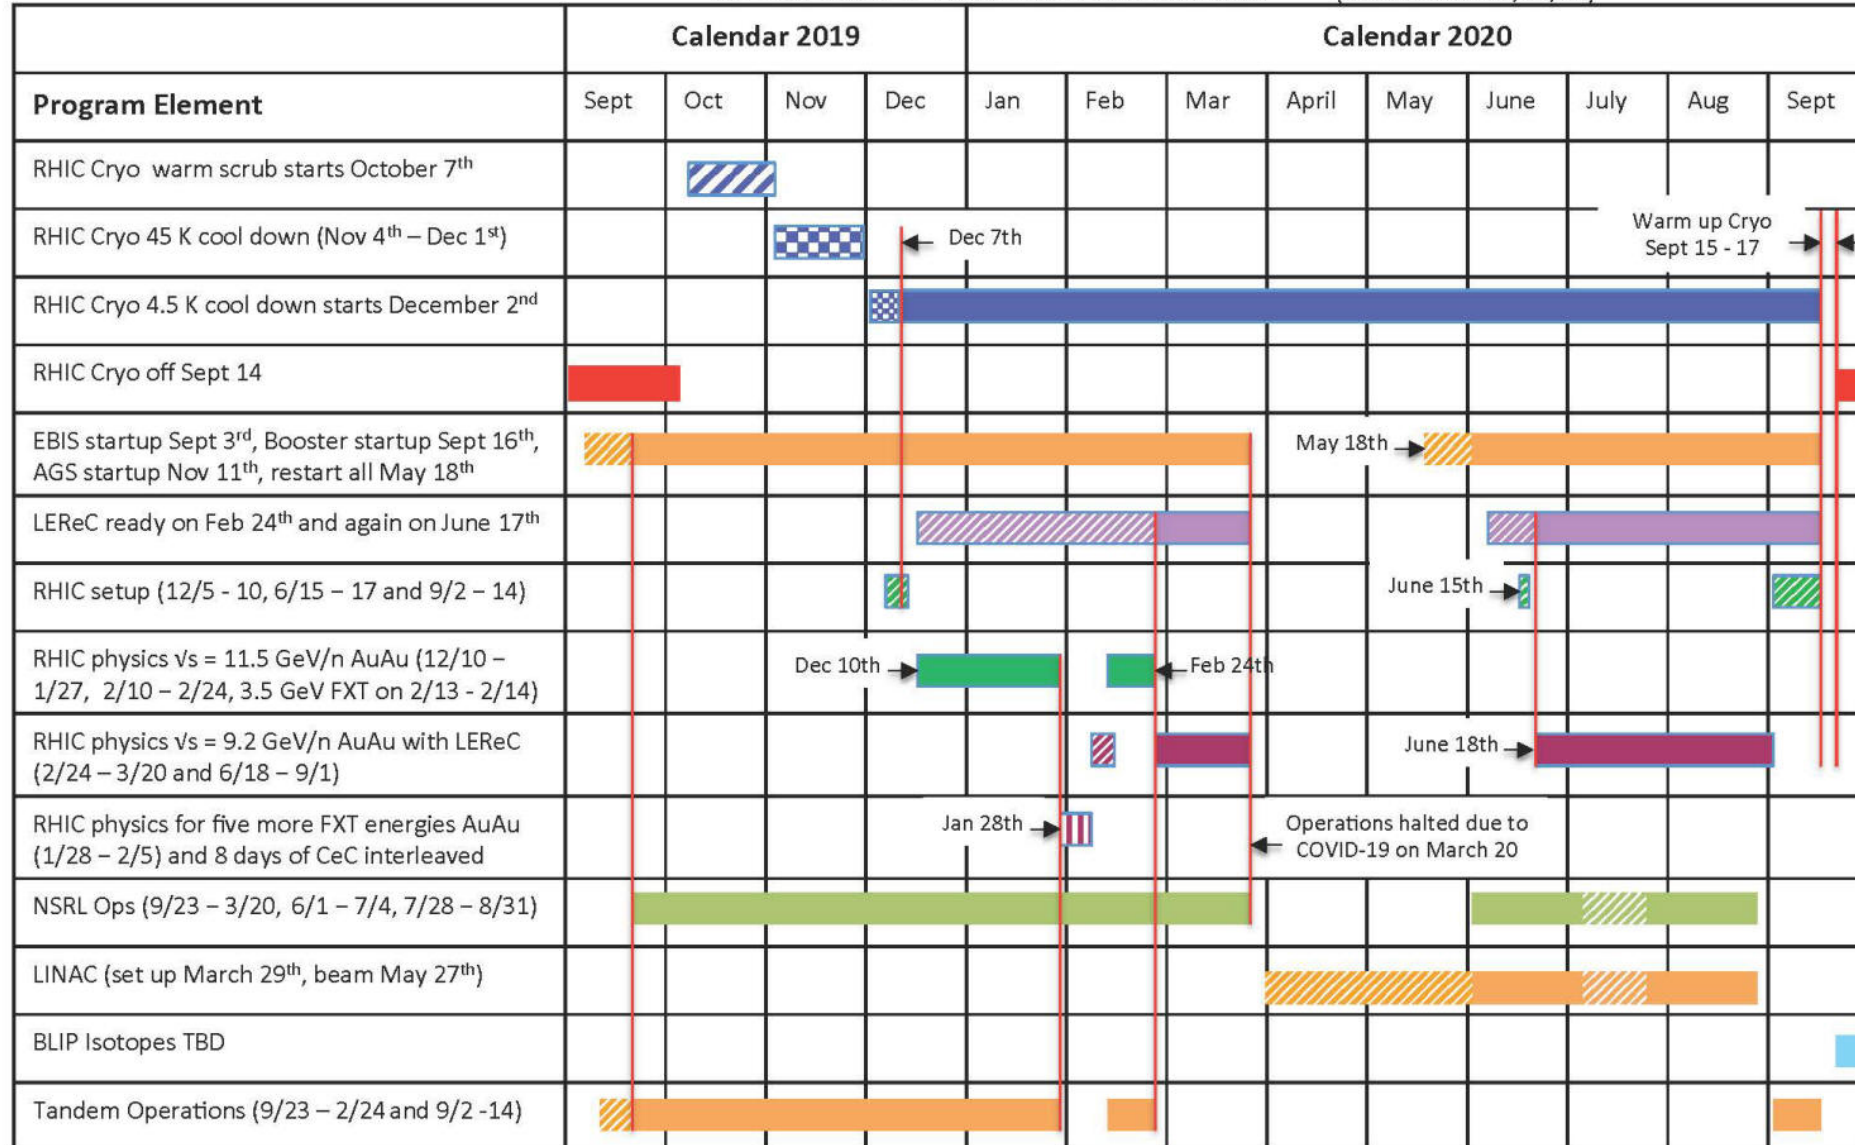 Calendar 2019
Calendar 2020
Program Element
Sept
Oct
Nov
Dec
Jan
Feb
Mar
April
May
June
July
Aug
Sept
RHIC Cryo warm scrub starts October 7th
RHIC Cryo 45 K cool down (Nov 4th – Dec 1st)
Dec 7th
Warm up Cryo
Sept 15 - 17
RHIC Cryo 4.5 K cool down starts December 2nd
RHIC Cryo off Sept 14
EBIS startup Sept 3rd, Booster startup Sept 16th,
AGS startup Nov 11th, restart all May 18th
May 18th
LEReC ready on Feb 24th and again on June 17th
RHIC setup (12/5 - 10, 6/15 – 17 and 9/2 – 14)
June 15th
RHIC physics √s = 11.5 GeV/n AuAu (12/10 –
1/27, 2/10 – 2/24, 3.5 GeV FXT on 2/13 - 2/14)
Dec 10th
Feb 24th
RHIC physics √s = 9.2 GeV/n AuAu with LEReC
(2/24 – 3/20 and 6/18 – 9/1)
June 18th
RHIC physics for five more FXT energies AuAu
(1/28 – 2/5) and 8 days of CeC interleaved
Jan 28th
Operations halted due to
COVID-19 on March 20
NSRL Ops (9/23 – 3/20, 6/1 – 7/4, 7/28 – 8/31)
LINAC (set up March 29th, beam May 27th)
BLIP Isotopes TBD
Tandem Operations (9/23 – 2/24 and 9/2 -14)